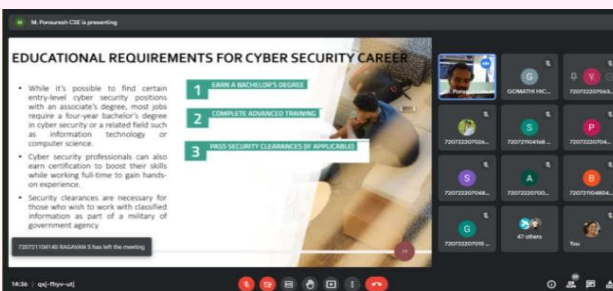 M. Ponsuresh CSE is presenting
EDUCATIONAL REQUIREMENTS FOR CYBER SECURITY CAREER
• While it's possible to find certain
entry-level cyber security positions
with an associate's degree, most jobs
require a four-year bachelor's degree
in cyber security or a related field such
as information technology or
computer science.
• Cyber security professionals can also
earn certification to boost their skills
while working full-time to gain hands-
on experience.
• Security clearances are necessary for
those who wish to work with classified
information as part of a military of
government agency
1 EARN A BACHELOR'S DEGREE
2 COMPLETE ADVANCED TRAINING
3 PASS SECURITY CLEARANCES (IF APPLICABLE)
720721104140 RAGAVAN S has left the meeting
G
GOMATHI HIC...
Y
S
P
S
A
B
G
47 others
You
14:36